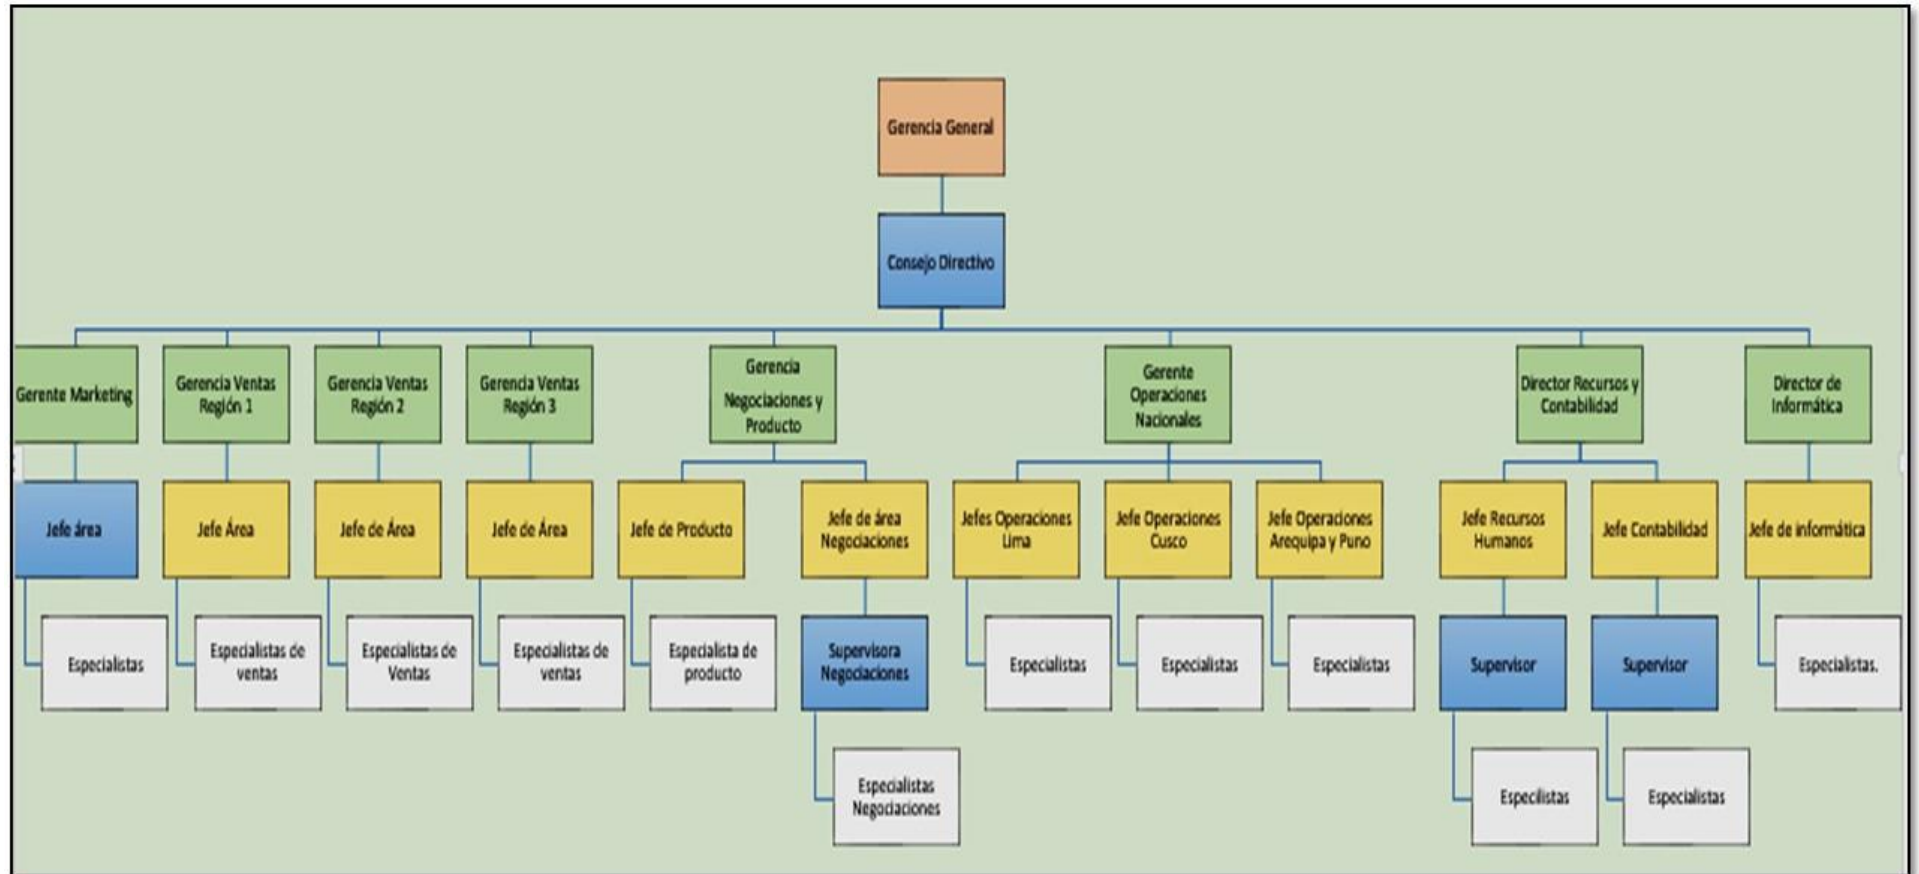 Gerencia General
Consejo Directivo
Gerente Marketing
Gerencia Ventas
Región 1
Gerencia Ventas
Región 2
Gerencia Ventas
Región 3
Gerencia
Negociaciones y
Producto
Gerente
Operaciones
Nacionales
Director Recursos y
Contabilidad
Director de
Informática
Jefe área
Jefe Área
Jefe de Área
Jefe de Área
Jefe de Producto
Jefe de área
Negociaciones
Jefes Operaciones
Lima
Jefe Operaciones
Cusco
Jefe Operaciones
Arequipa y Puno
Jefe Recursos
Humanos
Jefe Contabilidad
Jefe de informática
Especialistas
Especialistas de
ventas
Especialistas de
Ventas
Especialistas de
ventas
Especialista de
producto
Supervisora
Negociaciones
Especialistas
Especialistas
Especialistas
Supervisor
Supervisor
Especialistas.
Especialistas
Negociaciones
Especilistas
Especialistas